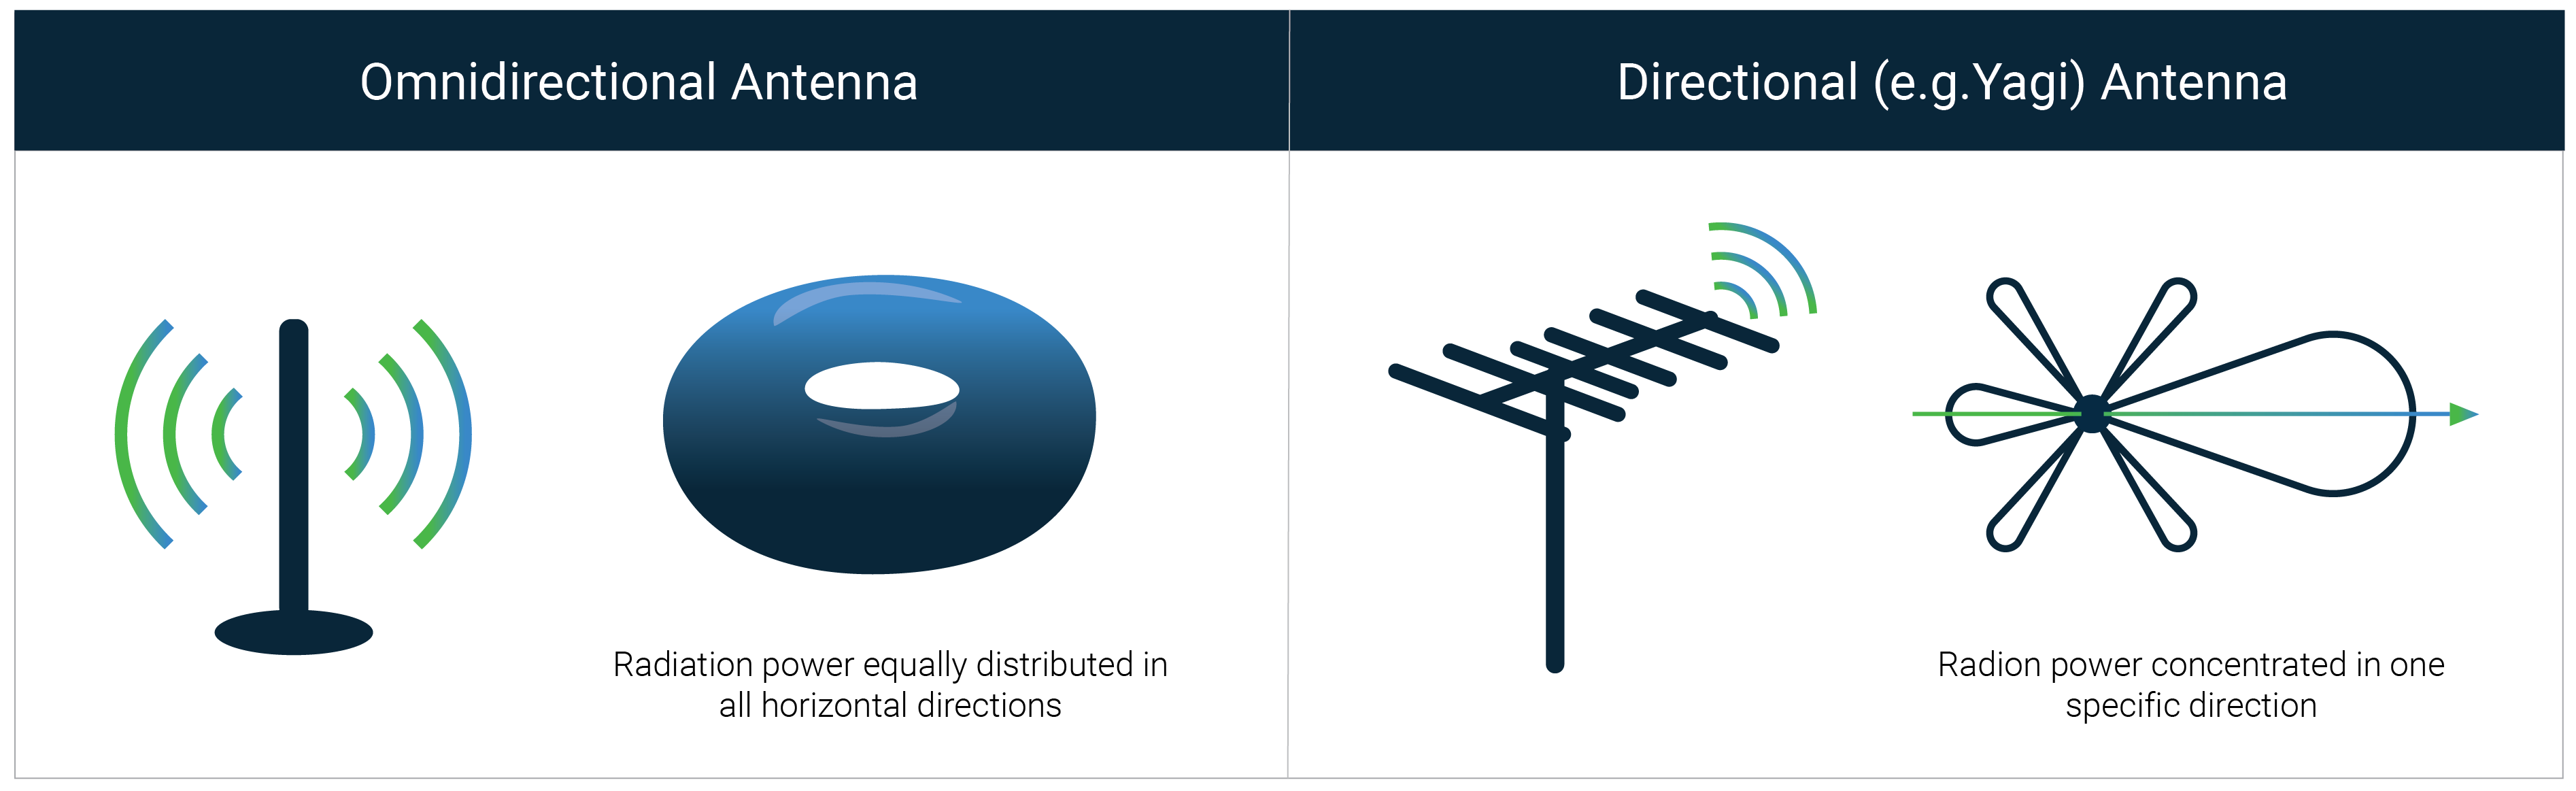 Omnidirectional Antenna
Directional (e.g.Yagi) Antenna
Radiation power equally distributed in
all horizontal directions
Radion power concentrated in one
specific direction